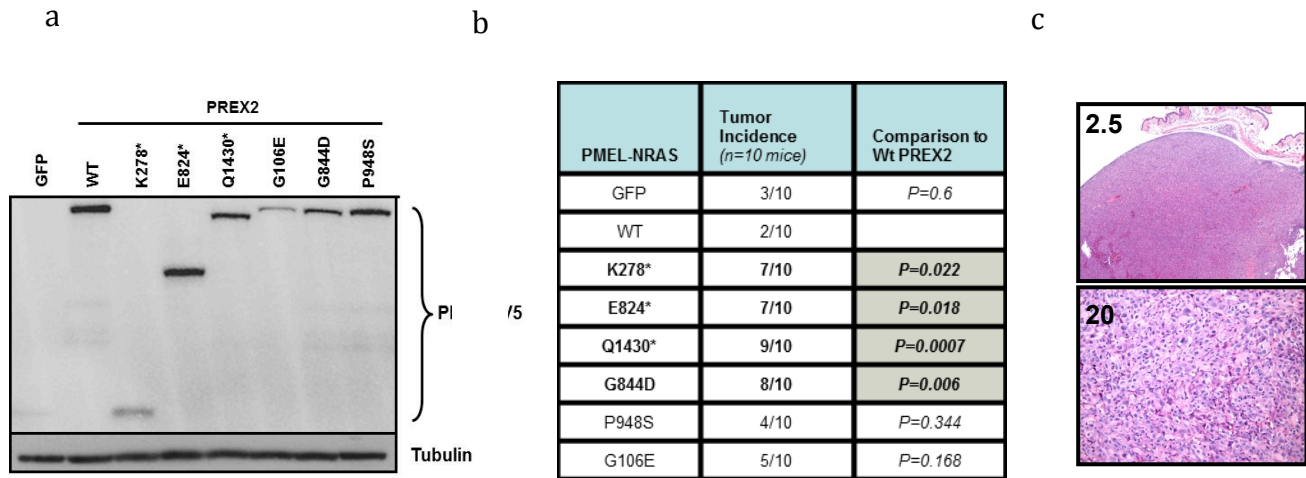 a
b
c
PREX2
GFP
WT
K278*
E824*
Q1430*
G106E
G844D
P948S
/5
Tubulin
PMEL-NRAS
Tumor
Incidence
(n=10 mice)
Comparison to
Wt PREX2
GFP 3/10 P=0.6
WT 2/10
K278* 7/10 P=0.022
E824* 7/10 P=0.018
Q1430* 9/10 P=0.0007
G844D 8/10 P=0.006
P948S 4/10 P=0.344
G106E 5/10 P=0.168
2.5
20